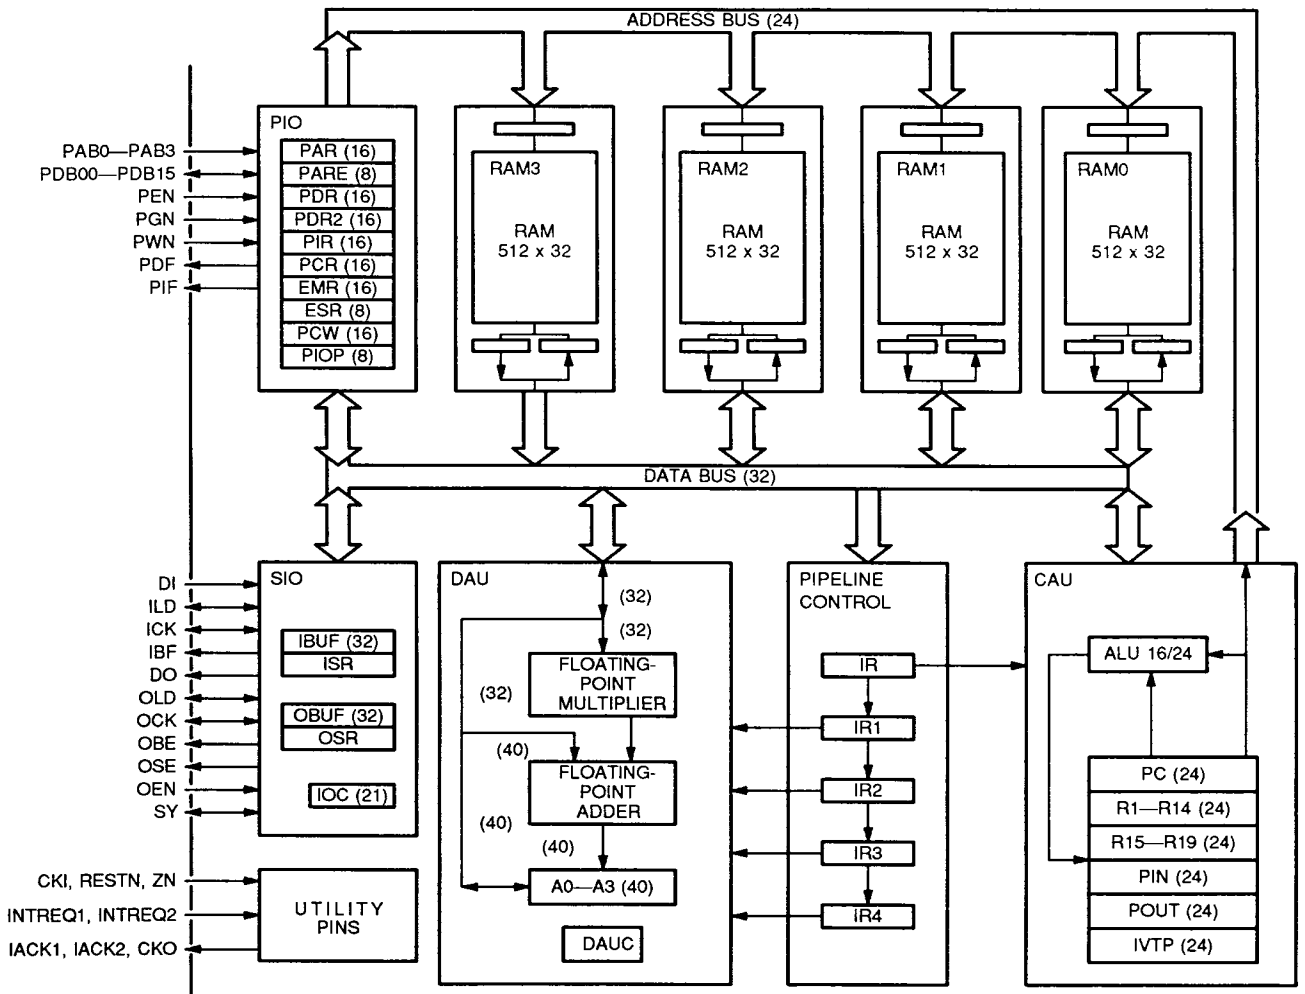 ADDRESS BUS (24)
PIO
PAR (16)
PARE (8)
PDR (16)
PDR2 (16)
PIR (16)
PCR (16)
EMR (16)
ESR (8)
PCW (16)
PIOP (8)
PAB0—PAB3
PDB00—PDB15
PEN
PGN
PWN
PDF
PIF
RAM3
RAM
512 x 32
RAM2
RAM
512 x 32
RAM1
RAM
512 x 32
RAM0
RAM
512 x 32
DATA BUS (32)
DI
ILD
ICK
IBF
DO
OLD
OCK
OBE
OSE
OEN
SY
SIO
IBUF (32)
ISR
OBUF (32)
OSR
IOC (21)
CKI, RESTN, ZN
INTREQ1, INTREQ2
IACK1, IACK2, CKO
UTILITY
PINS
DAU
(32)
(32)
FLOATING-
POINT
MULTIPLIER
(32)
(40)
FLOATING-
POINT
ADDER
(40)
(40)
A0—A3 (40)
DAUC
PIPELINE
CONTROL
IR
IR1
IR2
IR3
IR4
CAU
ALU 16/24
PC (24)
R1—R14 (24)
R15—R19 (24)
PIN (24)
POUT (24)
IVTP (24)